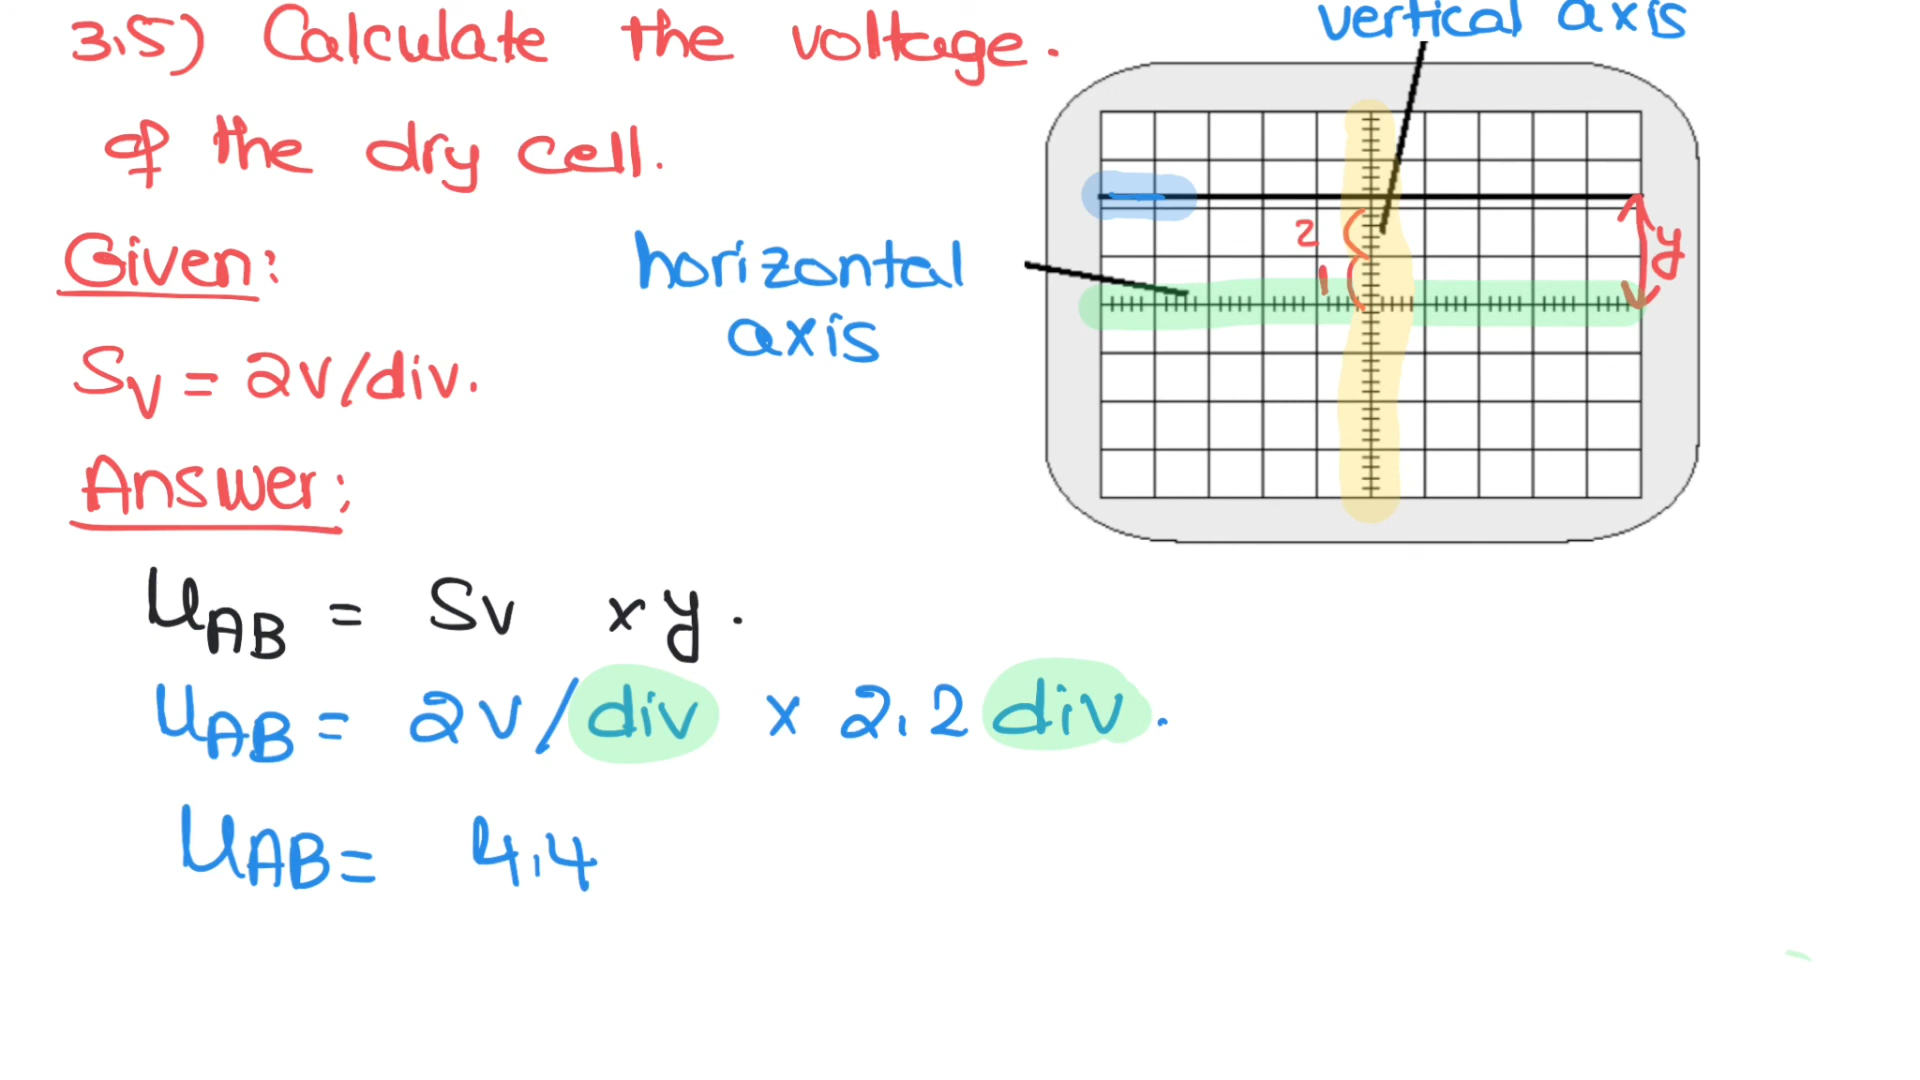 3.5) Calculate the voltage.
of the dry cell.
Given:
Sv = 2V/div.
Answer:
UAB = Sv x y.
UAB = 2V/div x 2.2 div.
UAB = 4.4
vertical axis
horizontal
axis
2
1
y